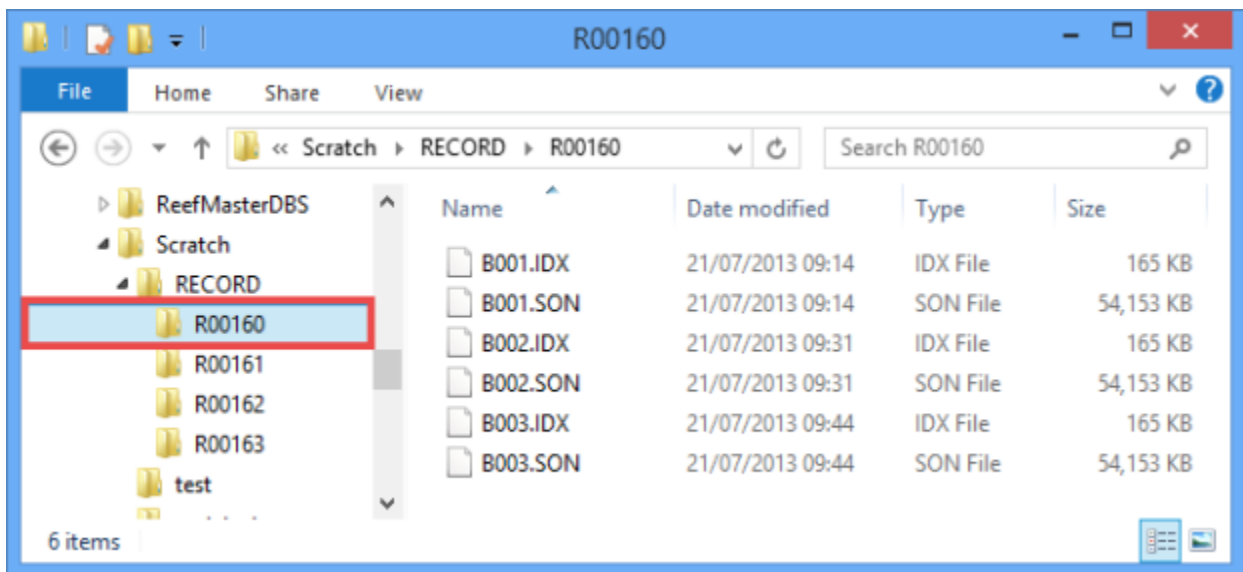 R00160
File Home Share View
« Scratch RECORD R00160 Search R00160
ReefMasterDBS
Scratch
RECORD
R00160
R00161
R00162
R00163
test
Name Date modified Type Size
B001.IDX 21/07/2013 09:14 IDX File 165 KB
B001.SON 21/07/2013 09:14 SON File 54,153 KB
B002.IDX 21/07/2013 09:31 IDX File 165 KB
B002.SON 21/07/2013 09:31 SON File 54,153 KB
B003.IDX 21/07/2013 09:44 IDX File 165 KB
B003.SON 21/07/2013 09:44 SON File 54,153 KB
6 items